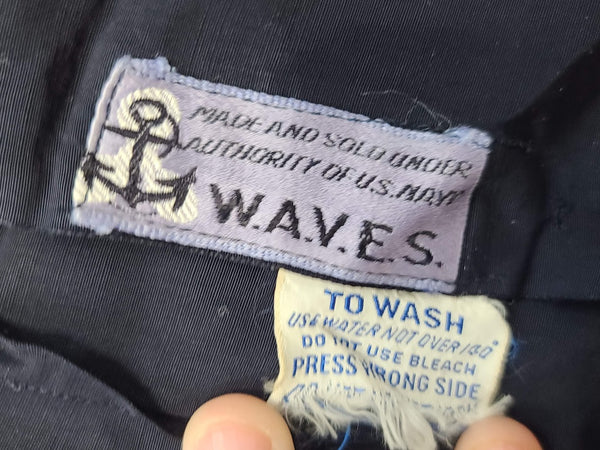 MADE AND SOLD UNDER
AUTHORITY OF U.S. NAVY
W.A.V.E.S.
TO WASH
USE WATER NOT OVER 140°
DO NOT USE BLEACH
PRESS WRONG SIDE